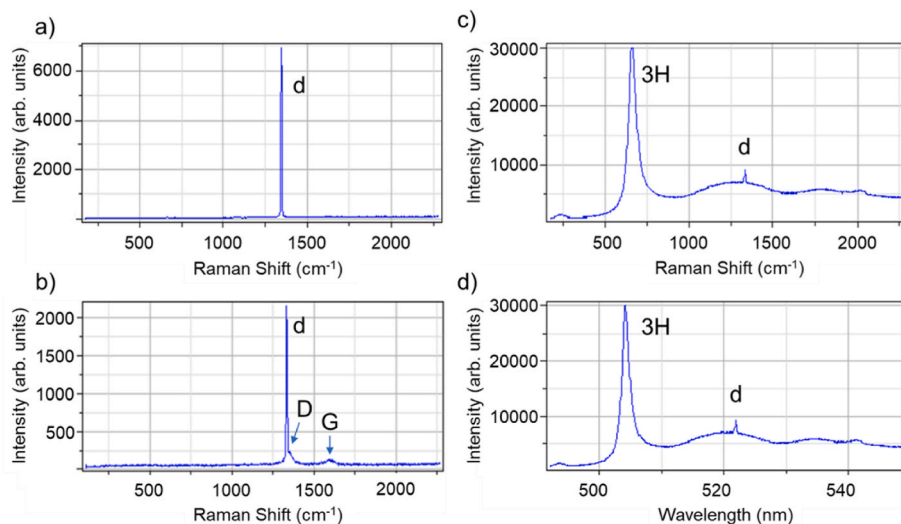 a)
Intensity (arb. units)
6000
4000
2000
d
500 1000 1500 2000
Raman Shift (cm⁻¹)
b)
Intensity (arb. units)
2000
1500
1000
500
d
D
G
500 1000 1500 2000
Raman Shift (cm⁻¹)
c)
Intensity (arb. units)
30000
20000
10000
3H
d
500 1000 1500 2000
Raman Shift (cm⁻¹)
d)
Intensity (arb. units)
30000
20000
10000
3H
d
500 520 540
Wavelength (nm)